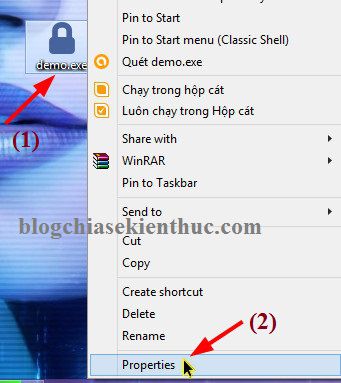 Pin to Start
Pin to Start menu (Classic Shell)
demo.exe
Quét demo.exe
Chạy trong hộp cát
Luôn chạy trong Hộp cát
(1)
Share with
WinRAR
Pin to Taskbar
Send to
blogchiasekienthuc.com
Cut
Copy
Create shortcut
Delete
(2)
Rename
Properties